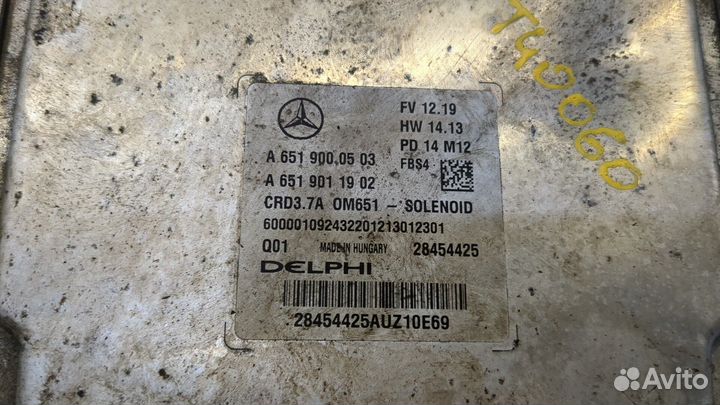 T40060
FV 12.19
HW 14.13
PD 14 M12
FBS4
A 651 900 05 03
A 651 901 19 02
CRD3.7A OM651 - SOLENOID
600001092432201213012301
Q01 MADE IN HUNGARY 28454425
DELPHI
28454425AUZ10E69
Avito